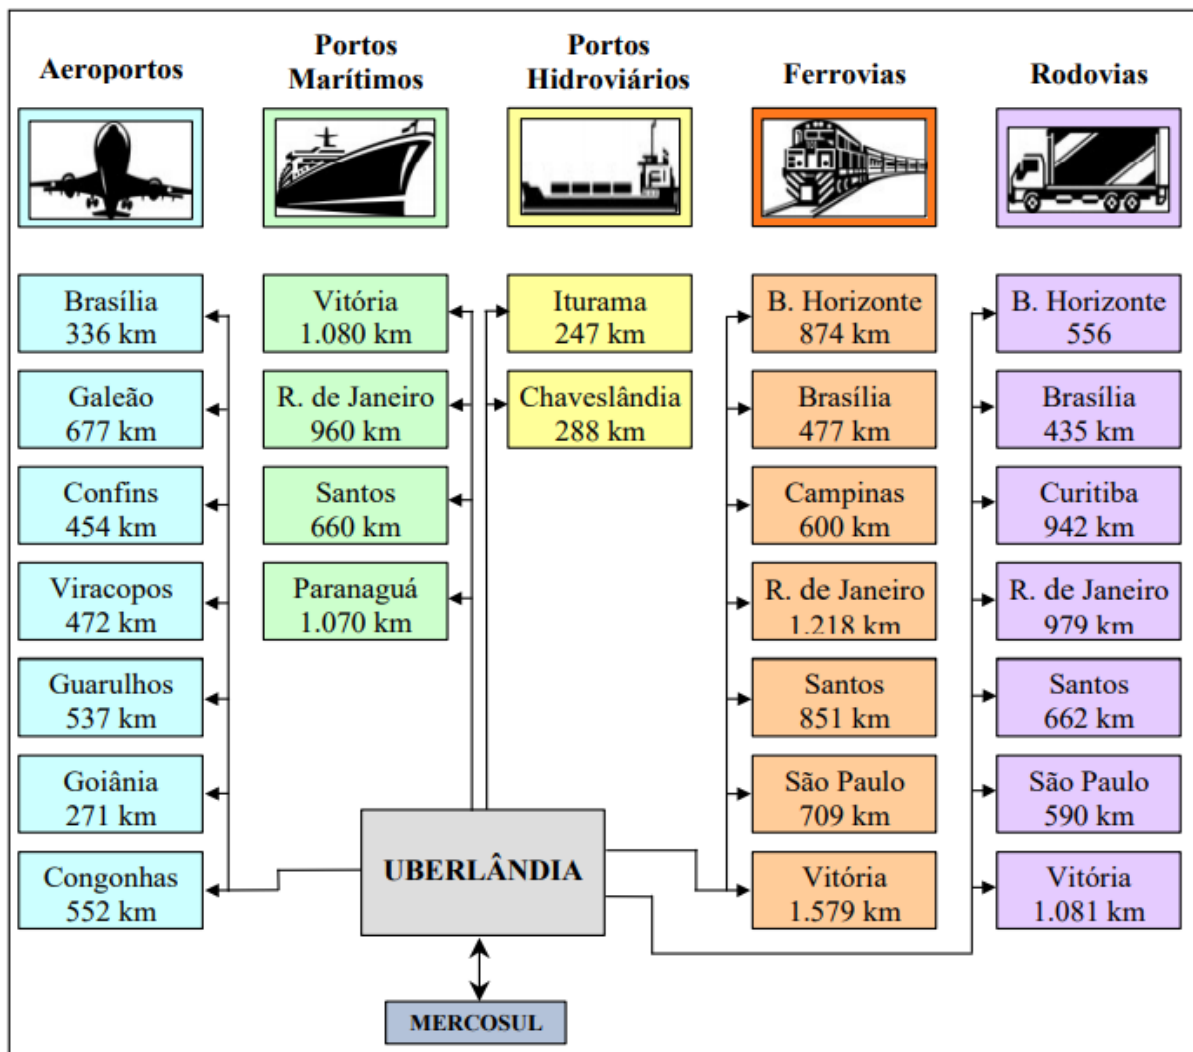 Aeroportos
Portos
Marítimos
Portos
Hidroviários
Ferrovias
Rodovias
Brasília
336 km
Galeão
677 km
Confins
454 km
Viracopos
472 km
Guarulhos
537 km
Goiânia
271 km
Congonhas
552 km
Vitória
1.080 km
R. de Janeiro
960 km
Santos
660 km
Paranaguá
1.070 km
Iturama
247 km
Chaveslândia
288 km
B. Horizonte
874 km
Brasília
477 km
Campinas
600 km
R. de Janeiro
1.218 km
Santos
851 km
São Paulo
709 km
Vitória
1.579 km
B. Horizonte
556
Brasília
435 km
Curitiba
942 km
R. de Janeiro
979 km
Santos
662 km
São Paulo
590 km
Vitória
1.081 km
UBERLÂNDIA
MERCOSUL